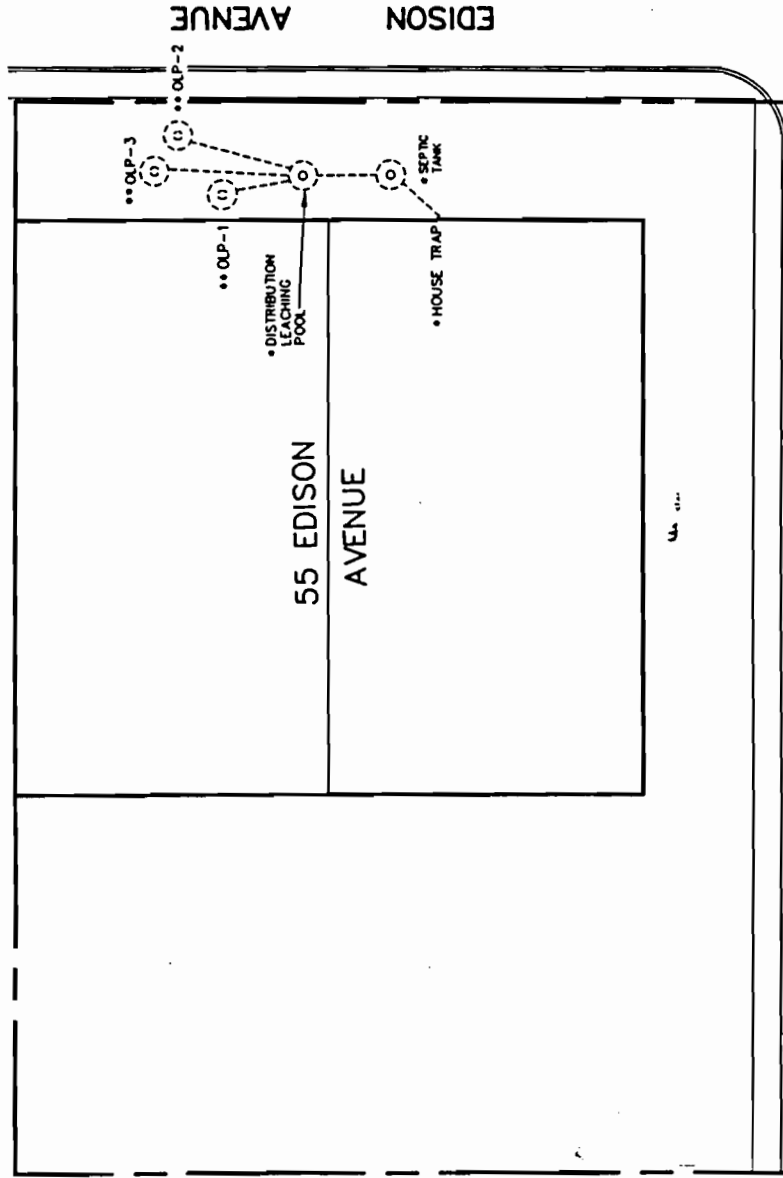 EDISON AVENUE
** OLP-2
** OLP-3
** OLP-1
* DISTRIBUTION
LEACHING
POOL
* SEPTIC
TANK
* HOUSE TRAP
55 EDISON
AVENUE